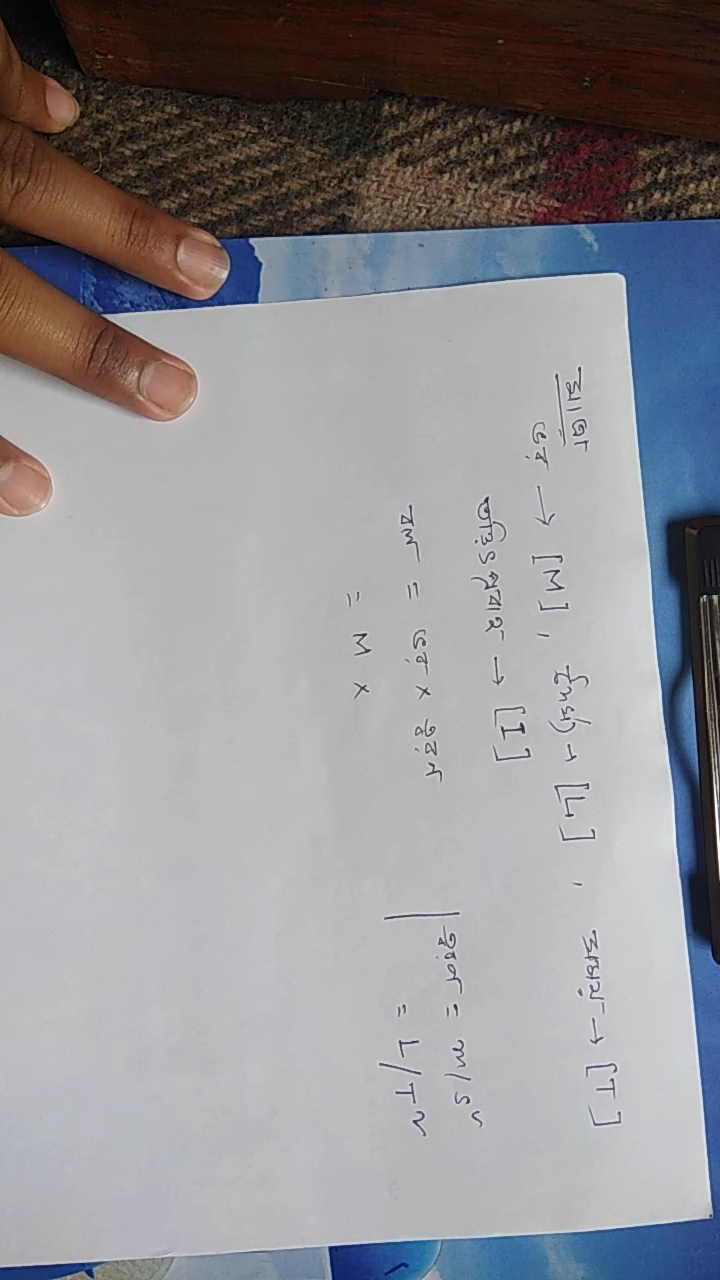 মাত্রা
ভর → [M], দৈর্ঘ্য → [L], সময় → [T]
তড়িৎপ্রবাহ → [I]
বল = ভর × ত্বরণ
= M ×
ত্বরণ = m/s²
= L/T²